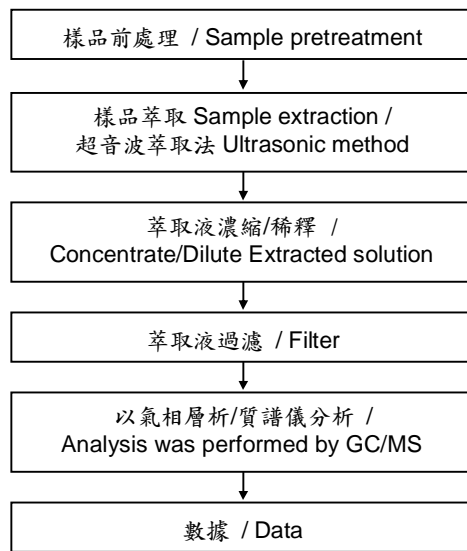 樣品前處理 / Sample pretreatment
樣品萃取 Sample extraction /
超音波萃取法 Ultrasonic method
萃取液濃縮/稀釋 /
Concentrate/Dilute Extracted solution
萃取液過濾 / Filter
以氣相層析/質譜儀分析 /
Analysis was performed by GC/MS
數據 / Data